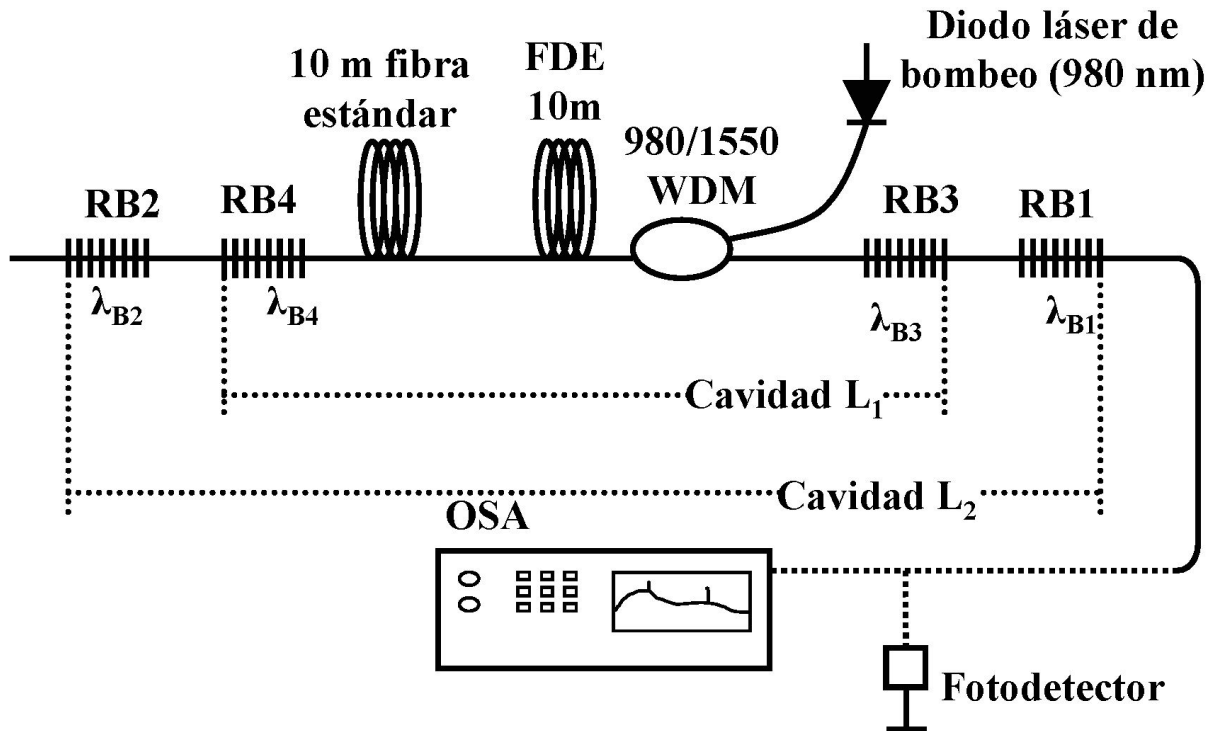 Diodo láser de
bombeo (980 nm)
10 m fibra
estándar
FDE
10m
980/1550
WDM
RB2
RB4
RB3
RB1
λB2
λB4
λB3
λB1
Cavidad L1
Cavidad L2
OSA
Fotodetector